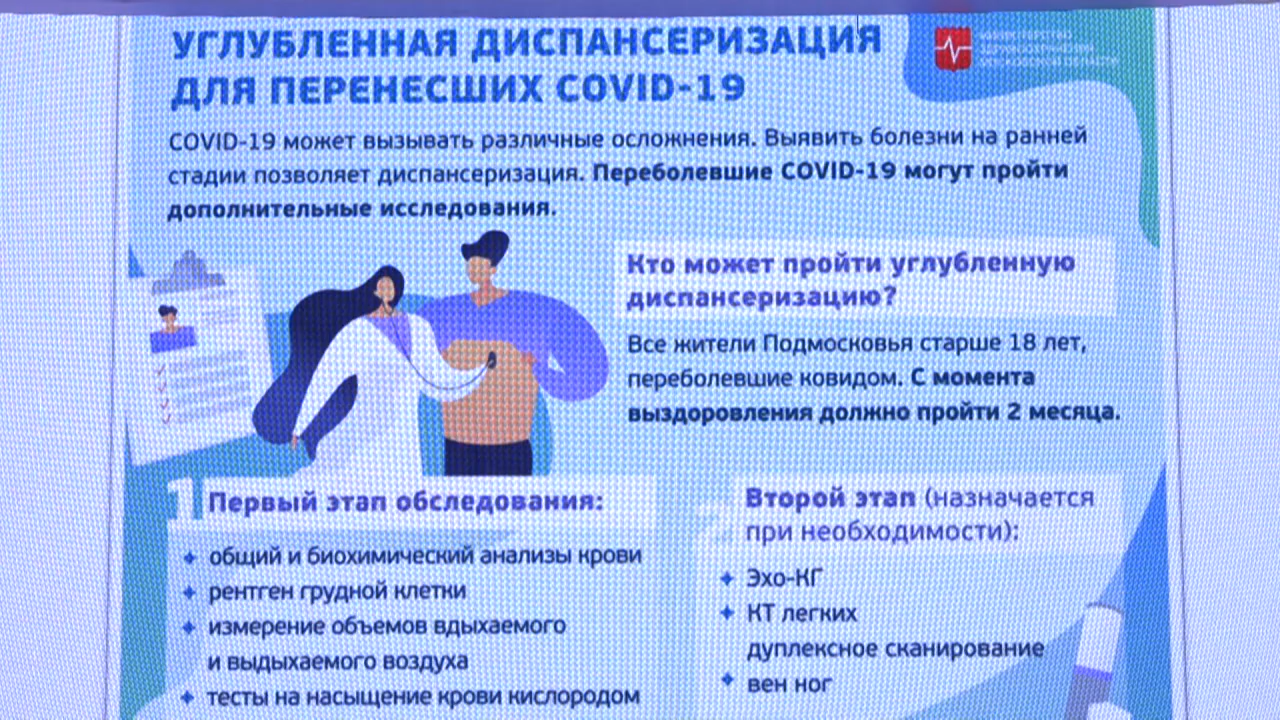 УГЛУБЛЕННАЯ ДИСПАНСЕРИЗАЦИЯ
ДЛЯ ПЕРЕНЕСШИХ COVID-19
COVID-19 может вызывать различные осложнения. Выявить болезни на ранней
стадии позволяет диспансеризация. Переболевшие COVID-19 могут пройти
дополнительные исследования.
Кто может пройти углубленную
диспансеризацию?
Все жители Подмосковья старше 18 лет,
переболевшие ковидом. С момента
выздоровления должно пройти 2 месяца.
1 Первый этап обследования:
общий и биохимический анализы крови
рентген грудной клетки
измерение объемов вдыхаемого
и выдыхаемого воздуха
тесты на насыщение крови кислородом
Второй этап (назначается
при необходимости):
Эхо-КГ
КТ легких
дуплексное сканирование
вен ног